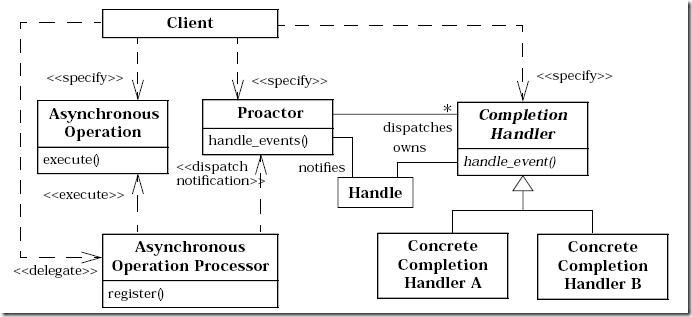 Client
<<specify>>
<<specify>>
<<specify>>
Asynchronous
Operation
execute()
Proactor
handle_events()
*
dispatches
Completion
Handler
handle_event()
owns
<<dispatch
notification>>
notifies
Handle
<<execute>>
Asynchronous
Operation Processor
register()
<<delegate>>
Concrete
Completion
Handler A
Concrete
Completion
Handler B